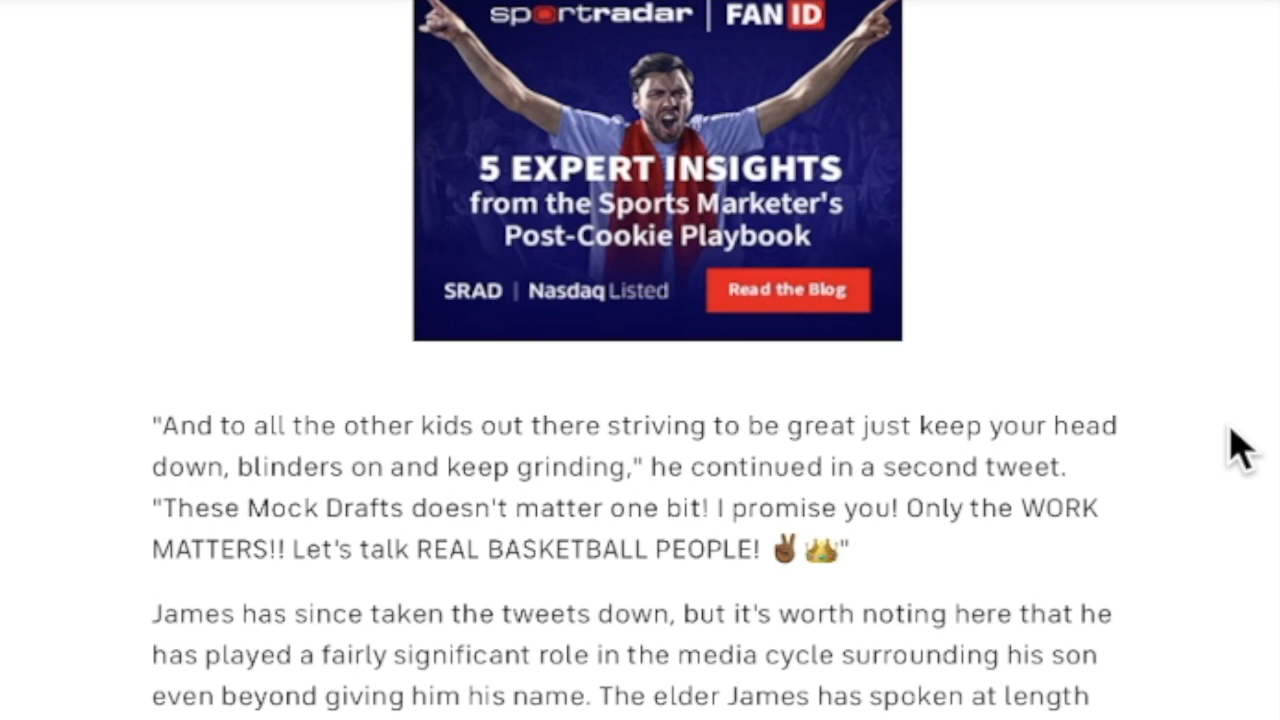 sportradar | FAN ID
5 EXPERT INSIGHTS
from the Sports Marketer's
Post-Cookie Playbook
SRAD | Nasdaq Listed
Read the Blog
"And to all the other kids out there striving to be great just keep your head
down, blinders on and keep grinding," he continued in a second tweet.
"These Mock Drafts doesn't matter one bit! I promise you! Only the WORK
MATTERS!! Let's talk REAL BASKETBALL PEOPLE! ✌🏾👑"
James has since taken the tweets down, but it's worth noting here that he
has played a fairly significant role in the media cycle surrounding his son
even beyond giving him his name. The elder James has spoken at length